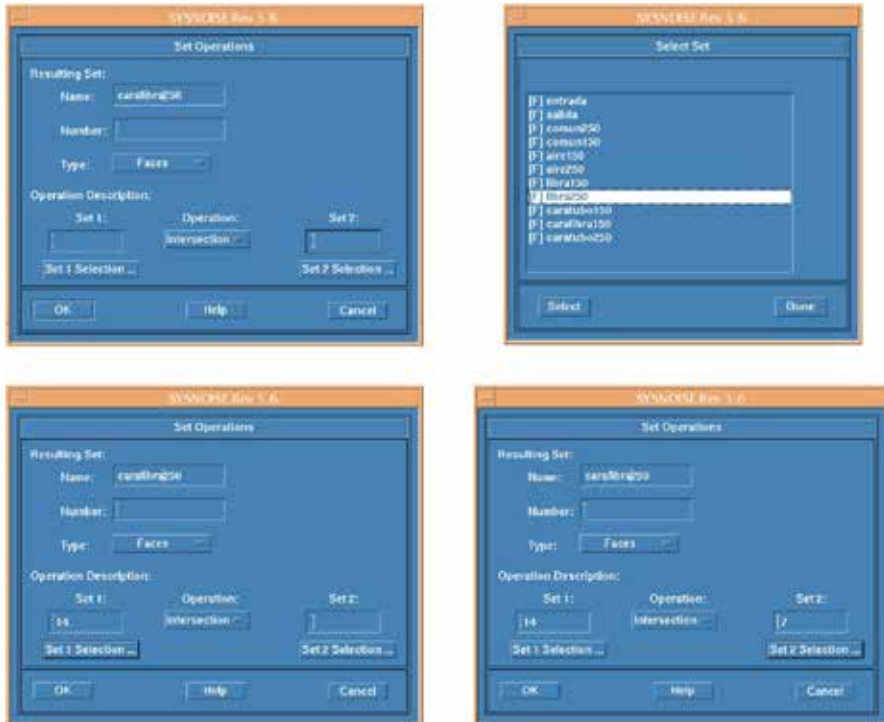 SYSNOISE Rev 5.6
Set Operations
Resulting Set:
Name: carafibra250
Number:
Type: Faces
Operation Description:
Set 1: Operation: Set 2:
Intersection
Set 1 Selection ... Set 2 Selection ...
OK Help Cancel
SYSNOISE Rev 5.6
Select Set
[F] entrada
[F] salida
[F] comun250
[F] comun150
[F] aire150
[F] aire250
[F] fibra150
[F] fibra250
[F] caratubo150
[F] carafibra150
[F] caratubo250
Select Done
SYSNOISE Rev 5.6
Set Operations
Resulting Set:
Name: carafibra250
Number:
Type: Faces
Operation Description:
Set 1: Operation: Set 2:
14 Intersection
Set 1 Selection ... Set 2 Selection ...
OK Help Cancel
SYSNOISE Rev 5.6
Set Operations
Resulting Set:
Name: carafibra250
Number:
Type: Faces
Operation Description:
Set 1: Operation: Set 2:
14 Intersection 7
Set 1 Selection ... Set 2 Selection ...
OK Help Cancel